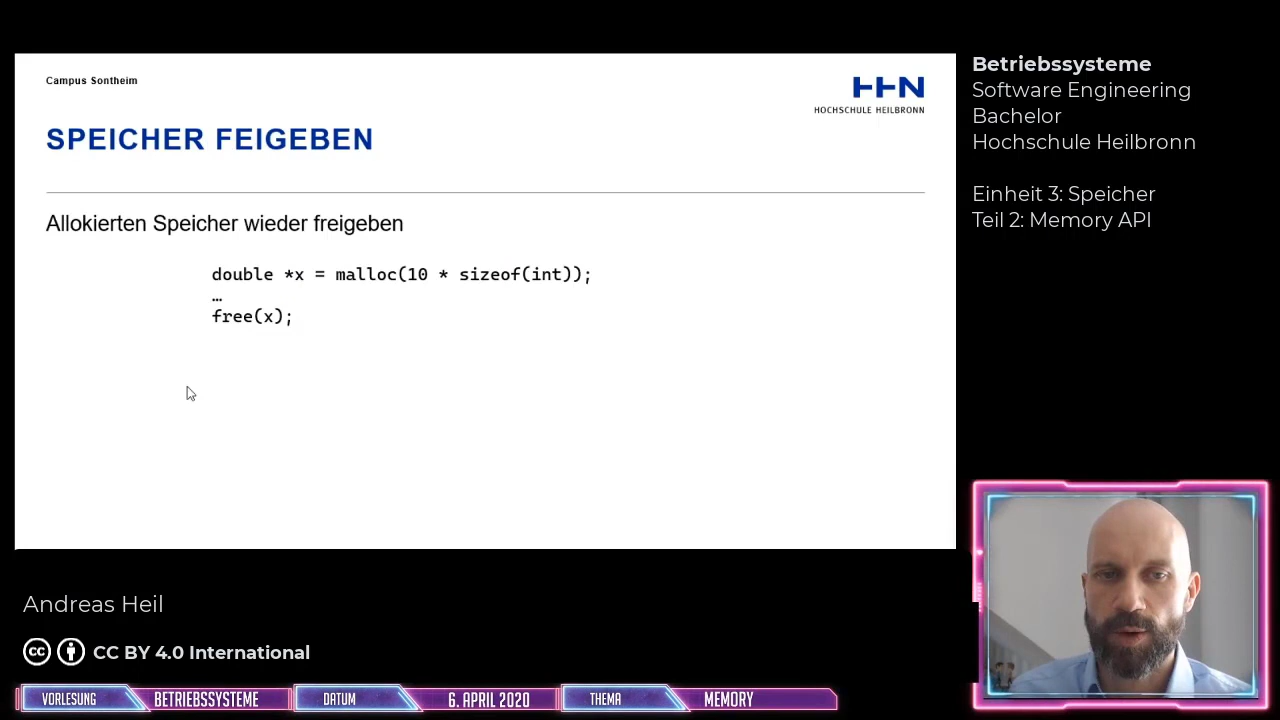 Campus Sontheim
HHN
HOCHSCHULE HEILBRONN
SPEICHER FEIGEBEN
Allokierten Speicher wieder freigeben
double *x = malloc(10 * sizeof(int));
…
free(x);
Betriebssysteme
Software Engineering
Bachelor
Hochschule Heilbronn
Einheit 3: Speicher
Teil 2: Memory API
Andreas Heil
cc CC BY 4.0 International
VORLESUNG BETRIEBSSYSTEME DATUM 6. APRIL 2020 THEMA MEMORY